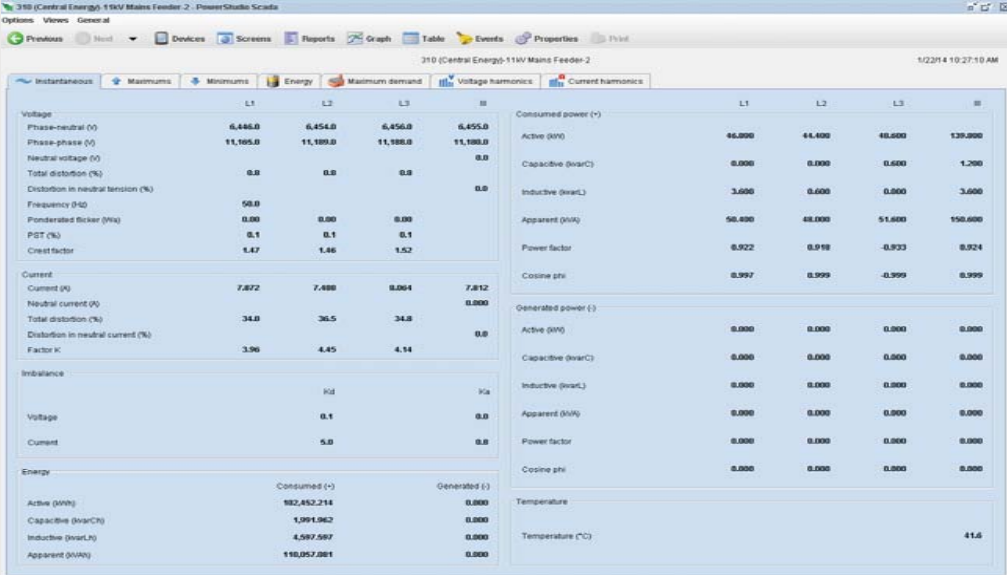 310 (Central Energy)-11kV Mains Feeder-2 - PowerStudio Scada
Options Views General
Previous Next Devices Screens Reports Graph Table Events Properties Print
310 (Central Energy)-11kV Mains Feeder-2 1/22/14 10:27:10 AM
Instantaneous Maximums Minimums Energy Maximum demand Voltage harmonics Current harmonics
L1 L2 L3 III
Voltage
Phase-neutral (V) 6,446.0 6,454.0 6,456.0 6,455.0
Phase-phase (V) 11,165.0 11,189.0 11,188.0 11,180.0
Neutral voltage (V) 0.0
Total distortion (%) 0.8 0.8 0.8
Distortion in neutral tension (%) 0.0
Frequency (Hz) 50.0
Ponderated flicker (Wa) 0.00 0.00 0.00
PST (%) 0.1 0.1 0.1
Crest factor 1.47 1.46 1.52
Current
Current (A) 7.872 7.488 8.064 7.812
Neutral current (A) 0.000
Total distortion (%) 34.8 36.5 34.8
Distortion in neutral current (%) 0.0
Factor K 3.96 4.45 4.14
Imbalance
Kd Ka
Voltage 0.1 0.0
Current 5.0 0.0
Energy
Consumed (+) Generated (-)
Active (kWh) 102,452.214 0.000
Capacitive (kvarCh) 1,991.962 0.000
Inductive (kvarLh) 4,597.597 0.000
Apparent (kVAh) 110,057.081 0.000
L1 L2 L3 III
Consumed power (+)
Active (kW) 46.800 44.400 48.600 139.800
Capacitive (kvarC) 0.000 0.000 0.600 1.200
Inductive (kvarL) 3.600 0.600 0.000 3.600
Apparent (kVA) 50.400 48.000 51.600 150.600
Power factor 0.922 0.918 -0.933 0.924
Cosine phi 0.997 0.999 -0.999 0.999
Generated power (-)
Active (kW) 0.000 0.000 0.000 0.000
Capacitive (kvarC) 0.000 0.000 0.000 0.000
Inductive (kvarL) 0.000 0.000 0.000 0.000
Apparent (kVA) 0.000 0.000 0.000 0.000
Power factor 0.000 0.000 0.000 0.000
Cosine phi 0.000 0.000 0.000 0.000
Temperature
Temperature (°C) 41.6